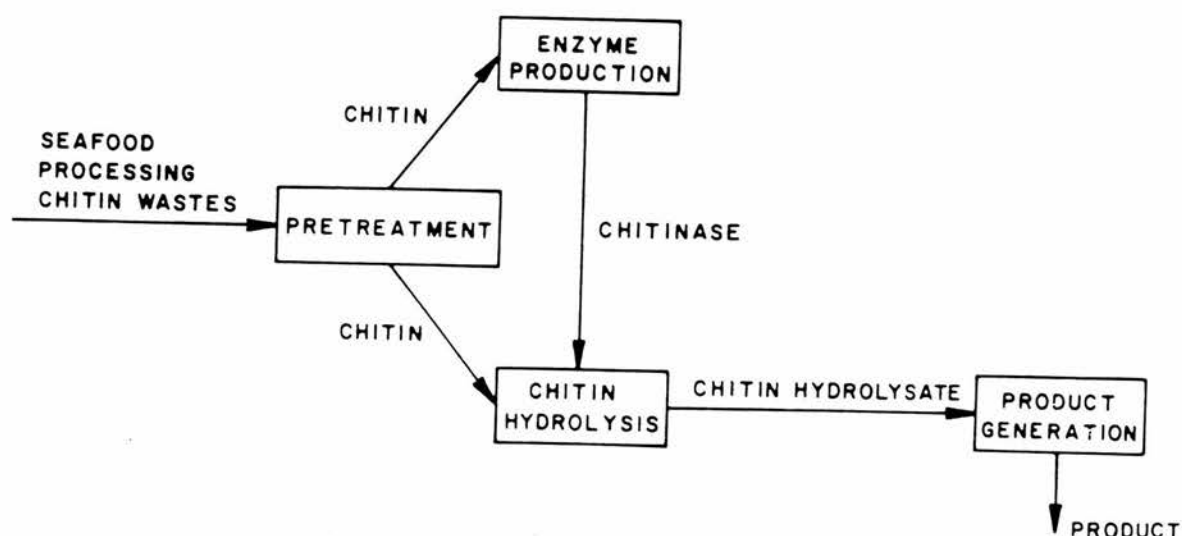 ENZYME
PRODUCTION
CHITIN
SEAFOOD
PROCESSING
CHITIN WASTES
PRETREATMENT
CHITINASE
CHITIN
CHITIN
HYDROLYSIS
CHITIN HYDROLYSATE
PRODUCT
GENERATION
PRODUCT